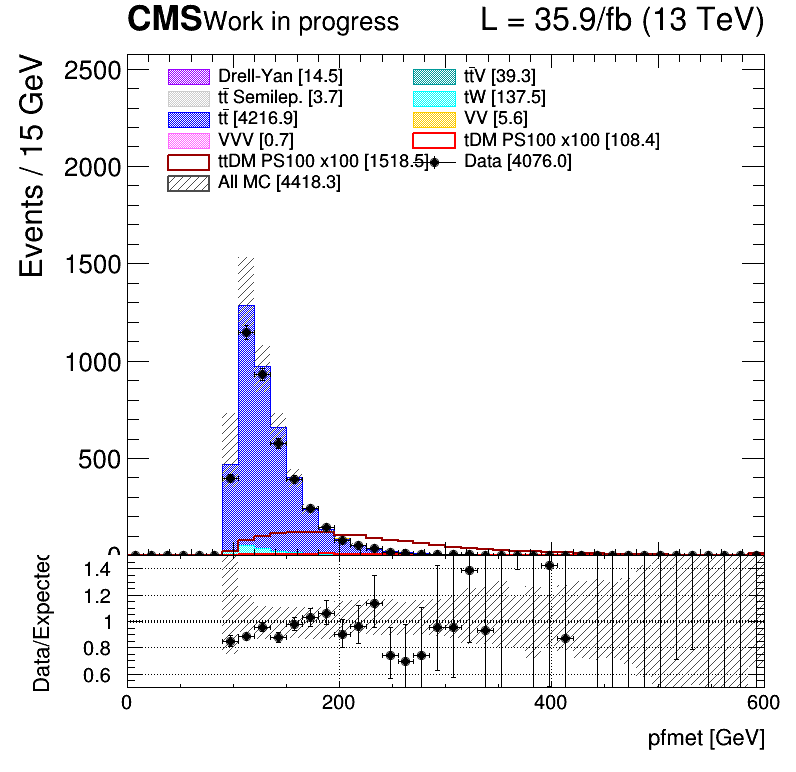 CMS Work in progress L = 35.9/fb (13 TeV)
Events / 15 GeV
2500
2000
1500
1000
500
0
Drell-Yan [14.5] tt̄V [39.3]
tt̄ Semilep. [3.7] tW [137.5]
tt̄ [4216.9] VV [5.6]
VVV [0.7] tDM PS100 x100 [108.4]
ttDM PS100 x100 [1518.5] Data [4076.0]
All MC [4418.3]
Data/Expected
1.4
1.2
1
0.8
0.6
0 200 400 600
pfmet [GeV]